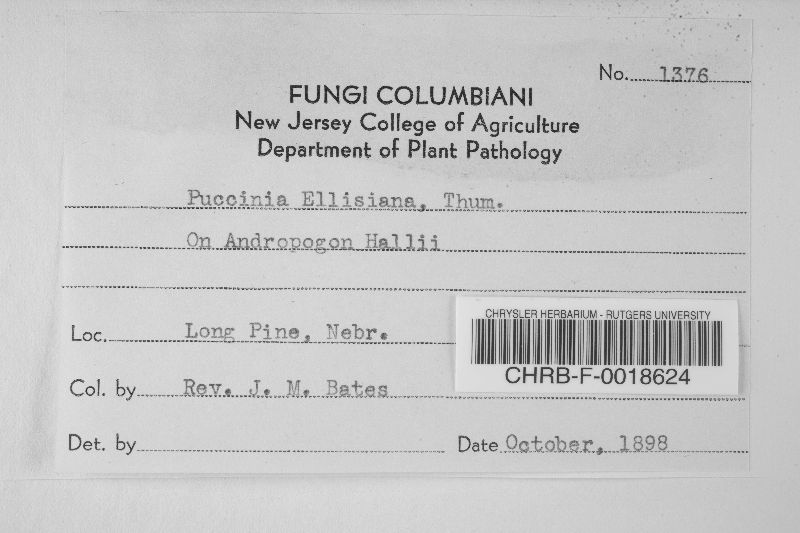 No. 1376
FUNGI COLUMBIANI
New Jersey College of Agriculture
Department of Plant Pathology
Puccinia Ellisiana, Thum.
On Andropogon Hallii
Loc. Long Pine, Nebr.
CHRYSLER HERBARIUM - RUTGERS UNIVERSITY
CHRB-F-0018624
Col. by Rev. J. M. Bates
Det. by
Date October, 1898